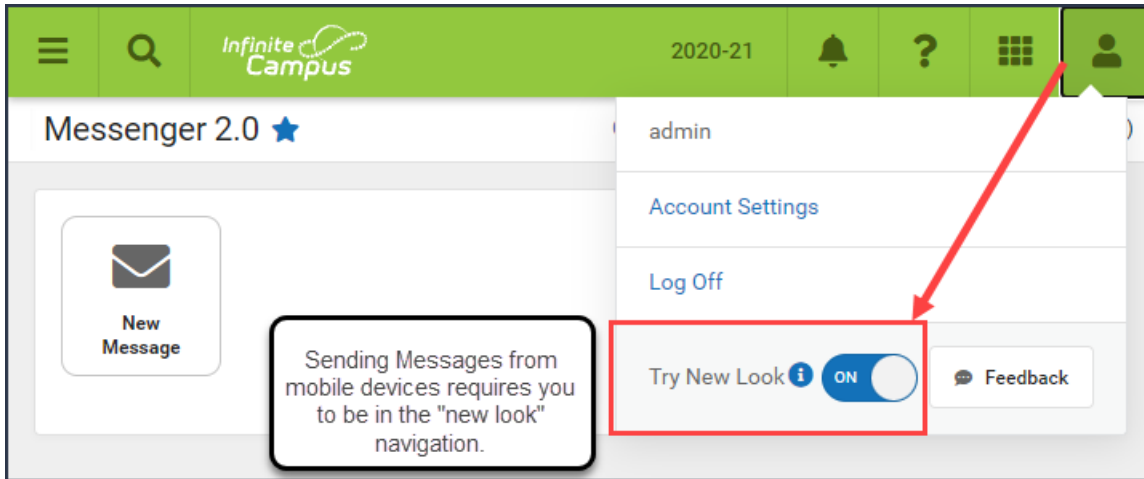 Infinite
Campus
2020-21
?
Messenger 2.0
)
admin
Account Settings
Log Off
New
Message
Sending Messages from
mobile devices requires you
to be in the "new look"
navigation.
Try New Look i ON
Feedback